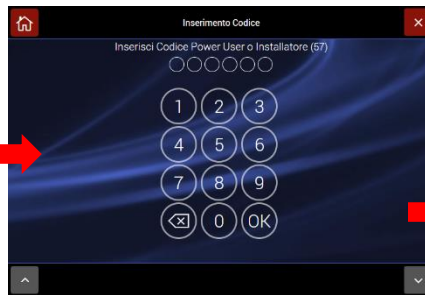 Inserimento Codice
Inserisci Codice Power User o Installatore (57)
1 2 3
4 5 6
7 8 9
0 OK